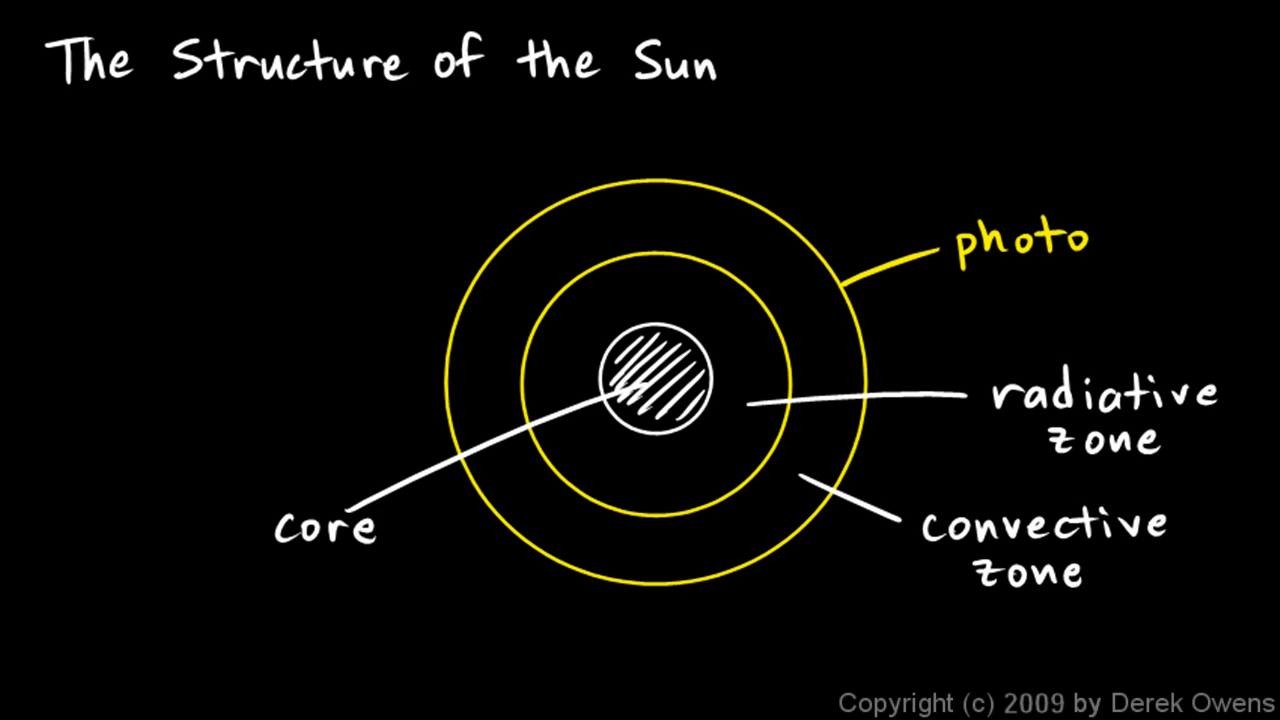 The Structure of the Sun
photo
radiative
zone
core
convective
zone
Copyright (c) 2009 by Derek Owens